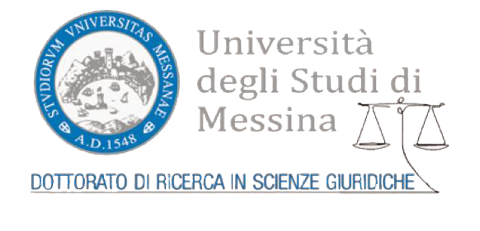 STVDIORVM VNIVERSITAS MESSANAE
A.D.1548
Università
degli Studi di
Messina
DOTTORATO DI RICERCA IN SCIENZE GIURIDICHE